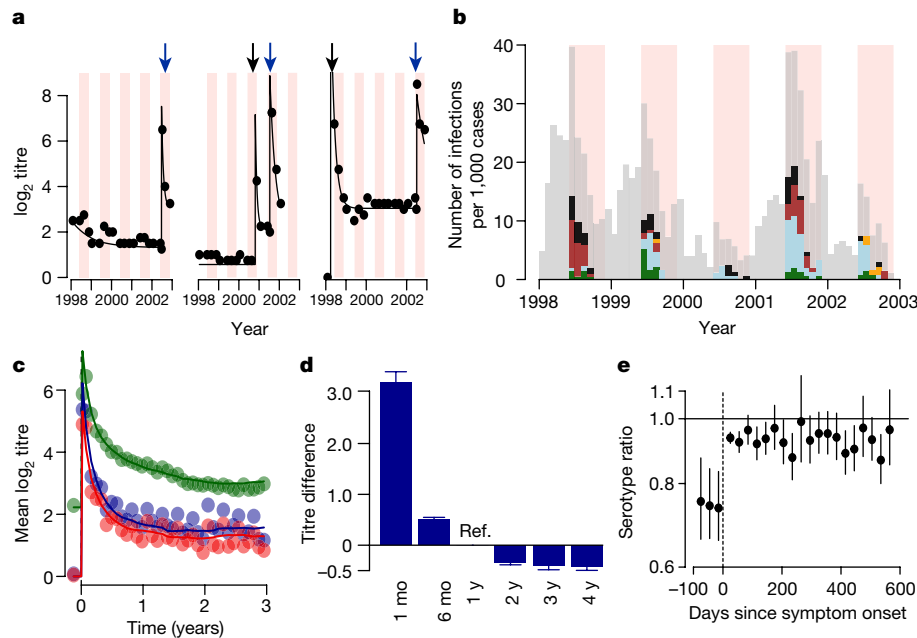 a
log2 titre
8
6
4
2
0
1998 2000 2002
1998 2000 2002
1998 2000 2002
Year
b
Number of infections
per 1,000 cases
40
30
20
10
0
1998 1999 2000 2001 2002 2003
Year
c
Mean log2 titre
6
4
2
0
0 1 2 3
Time (years)
d
Titre difference
3.0
2.0
1.0
0
−0.5
Ref.
1 mo
6 mo
1 y
2 y
3 y
4 y
e
Serotype ratio
1.1
1.0
0.8
0.6
−100 0 200 400 600
Days since symptom onset